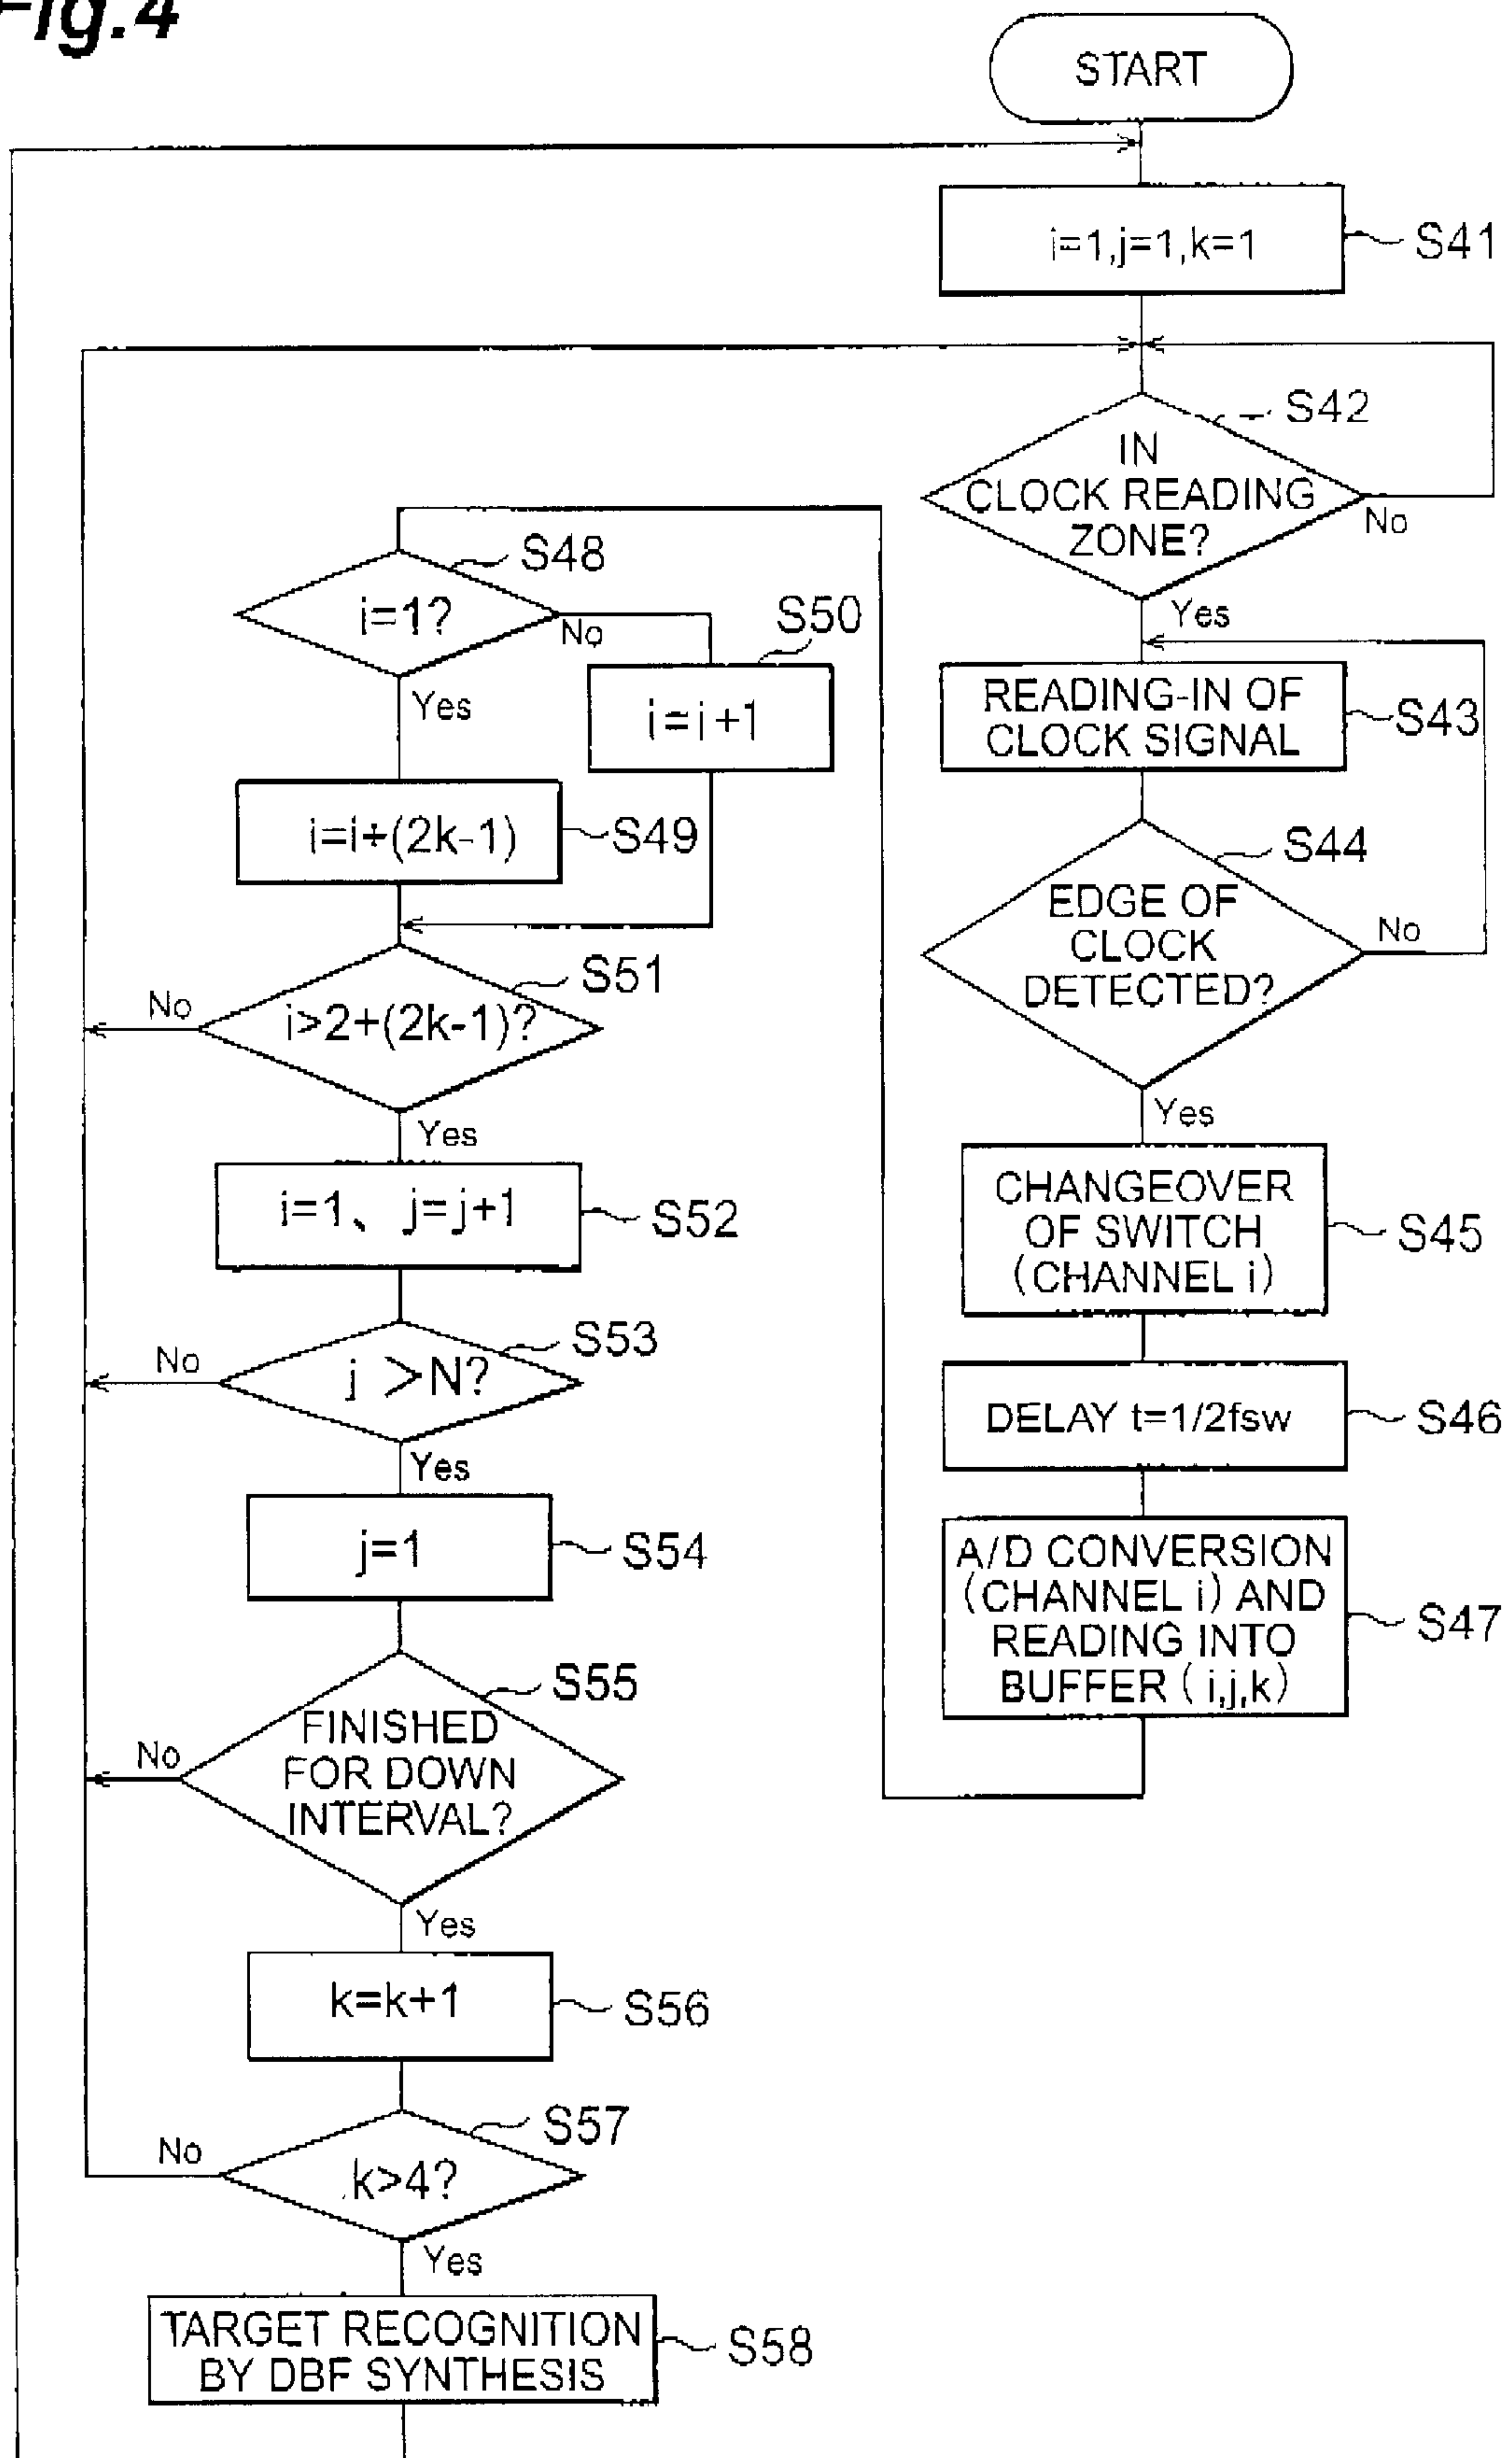 Fig.4
START
i=1,j=1,k=1
S41
S42
IN
CLOCK READING
ZONE?
No
Yes
READING-IN OF
CLOCK SIGNAL
S43
S44
EDGE OF
CLOCK
DETECTED?
No
Yes
CHANGEOVER
OF SWITCH
(CHANNEL i)
S45
DELAY t=1/2fsw
S46
A/D CONVERSION
(CHANNEL i) AND
READING INTO
BUFFER (i,j,k)
S47
S48
i=1?
No
Yes
S50
i=i+1
i=i+(2k-1)
S49
S51
i>2+(2k-1)?
No
Yes
i=1、 j=j+1
S52
S53
j >N?
No
Yes
j=1
S54
S55
FINISHED
FOR DOWN
INTERVAL?
No
Yes
k=k+1
S56
S57
k>4?
No
Yes
TARGET RECOGNITION
BY DBF SYNTHESIS
S58